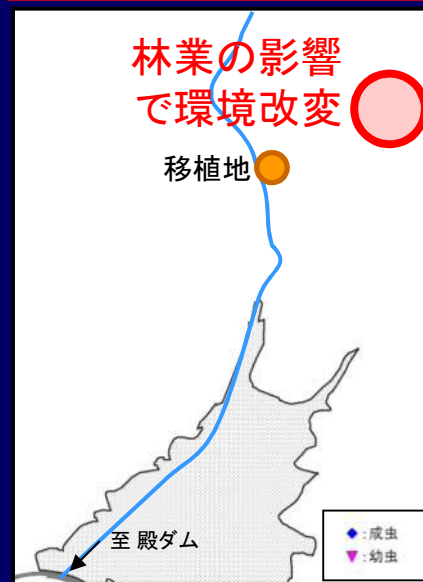 林業の影響
で環境改変
移植地
至 殿ダム
◆:成虫
▼:幼虫